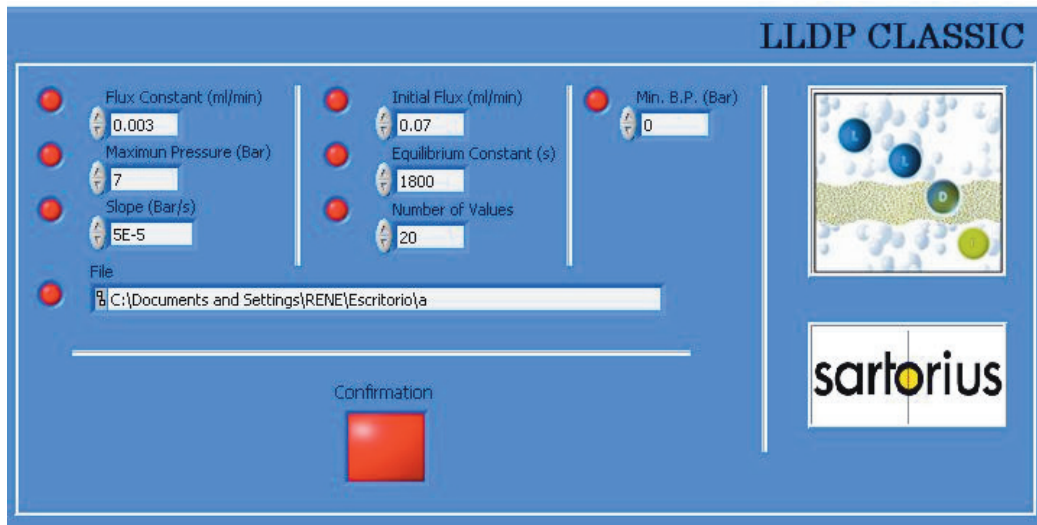 LLDP CLASSIC
Flux Constant (ml/min)
0.003
Maximun Pressure (Bar)
7
Slope (Bar/s)
5E-5
Initial Flux (ml/min)
0.07
Equilibrium Constant (s)
1800
Number of Values
20
Min. B.P. (Bar)
0
File
C:\Documents and Settings\RENE\Escritorio\a
Confirmation
L
L
D
sartorius